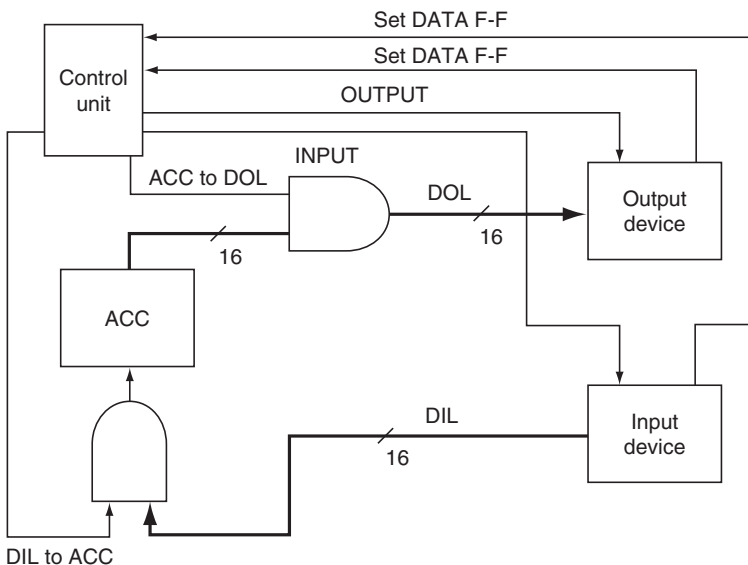 Set DATA F-F
Set DATA F-F
Control
unit
OUTPUT
INPUT
ACC to DOL
DOL
Output
device
16
16
ACC
DIL
Input
device
16
DIL to ACC